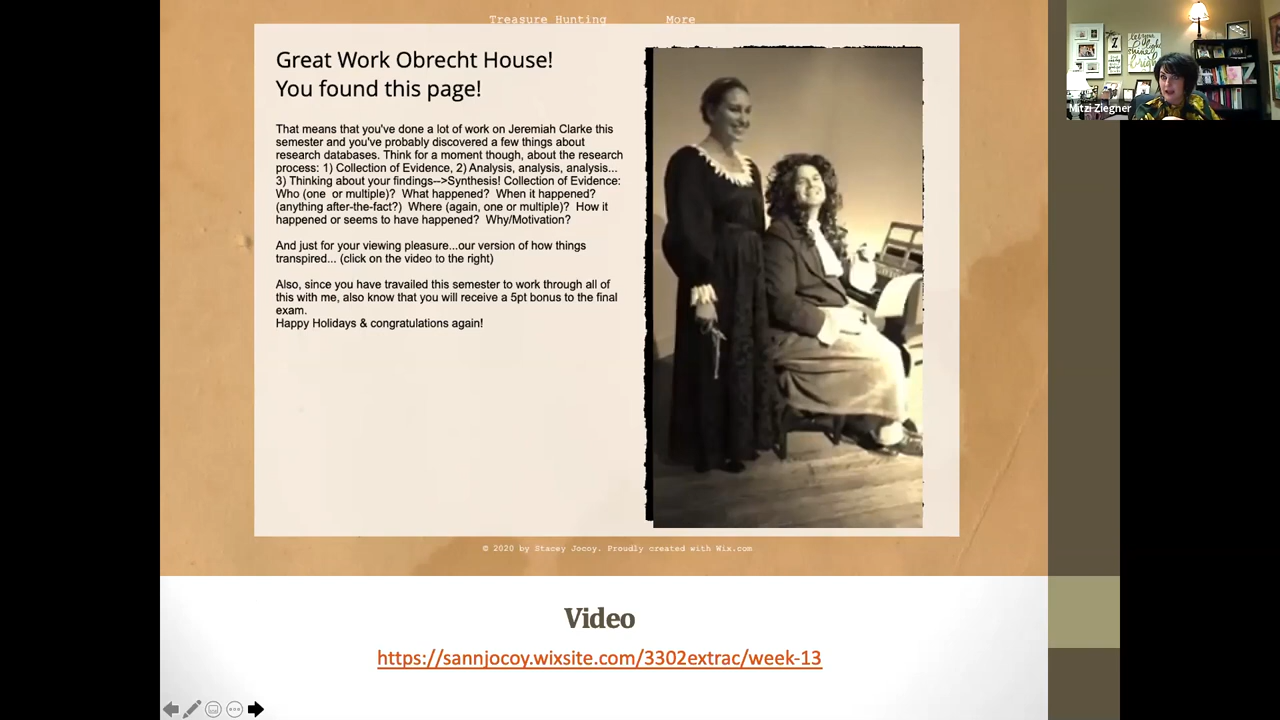 Treasure Hunting More
Great Work Obrecht House!
You found this page!
That means that you've done a lot of work on Jeremiah Clarke this
semester and you've probably discovered a few things about
research databases. Think for a moment though, about the research
process: 1) Collection of Evidence, 2) Analysis, analysis, analysis...
3) Thinking about your findings-->Synthesis! Collection of Evidence:
Who (one or multiple)? What happened? When it happened?
(anything after-the-fact?) Where (again, one or multiple)? How it
happened or seems to have happened? Why/Motivation?
And just for your viewing pleasure...our version of how things
transpired... (click on the video to the right)
Also, since you have travailed this semester to work through all of
this with me, also know that you will receive a 5pt bonus to the final
exam.
Happy Holidays & congratulations again!
© 2020 by Stacey Jocoy. Proudly created with Wix.com
Video
https://sannjocoy.wixsite.com/3302extrac/week-13
Mitzi Ziegner